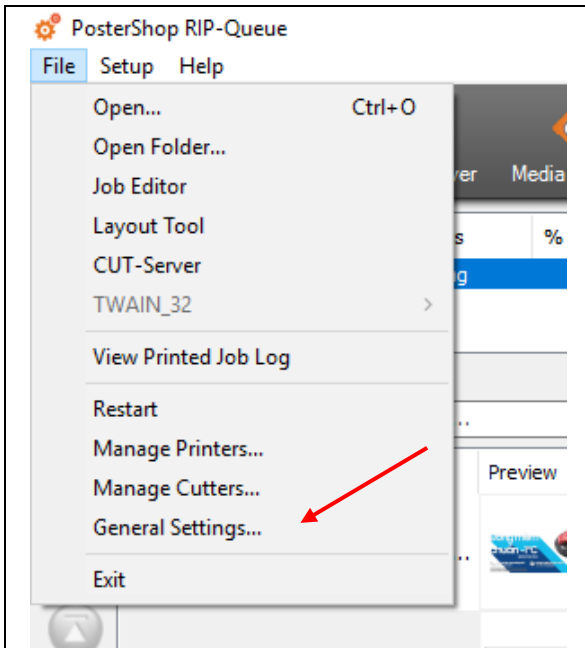 PosterShop RIP-Queue
File Setup Help
Open... Ctrl+O
Open Folder...
Job Editor
Layout Tool
CUT-Server
TWAIN_32
View Printed Job Log
Restart
Manage Printers...
Manage Cutters...
General Settings...
Exit
ver Media
s %
ng
..
Preview
..